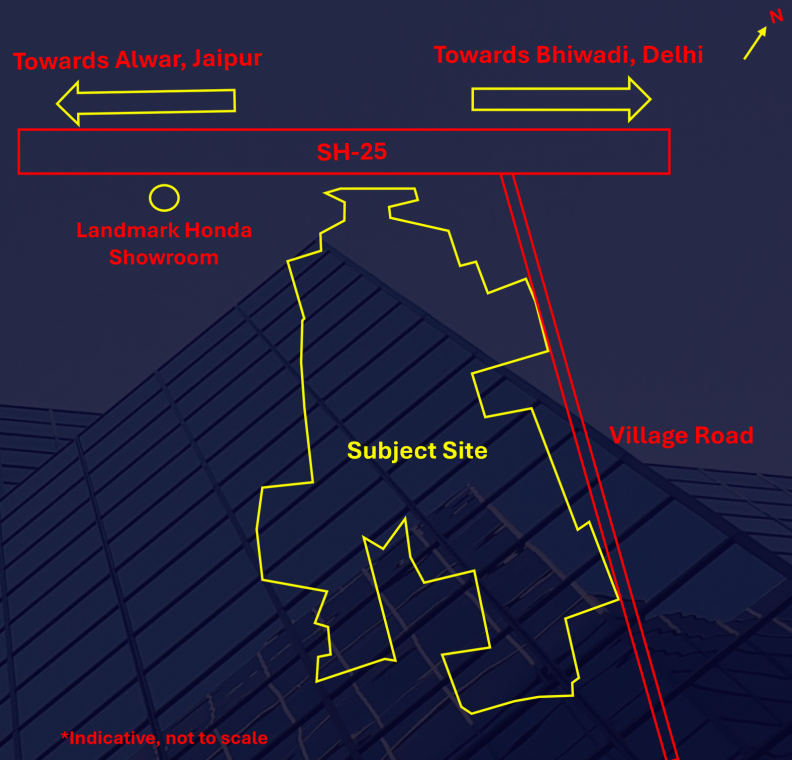 N
Towards Alwar, Jaipur
Towards Bhiwadi, Delhi
SH-25
Landmark Honda
Showroom
Village Road
Subject Site
*Indicative, not to scale